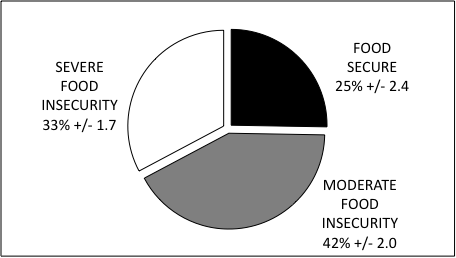 FOOD
SECURE
25% +/- 2.4
SEVERE
FOOD
INSECURITY
33% +/- 1.7
MODERATE
FOOD
INSECURITY
42% +/- 2.0